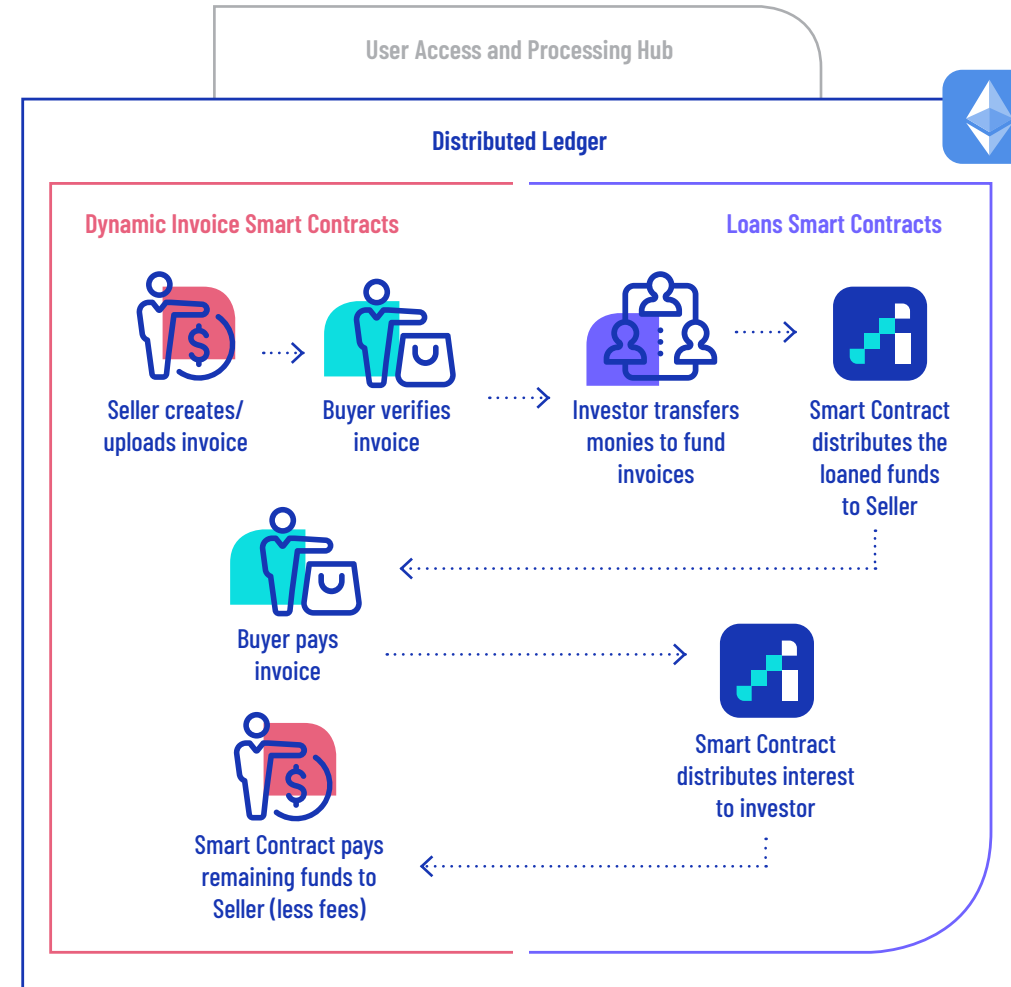 User Access and Processing Hub
Distributed Ledger
Dynamic Invoice Smart Contracts
Loans Smart Contracts
Seller creates/
uploads invoice
Buyer verifies
invoice
Investor transfers
monies to fund
invoices
Smart Contract
distributes the
loaned funds
to Seller
Buyer pays
invoice
Smart Contract
distributes interest
to investor
Smart Contract pays
remaining funds to
Seller (less fees)